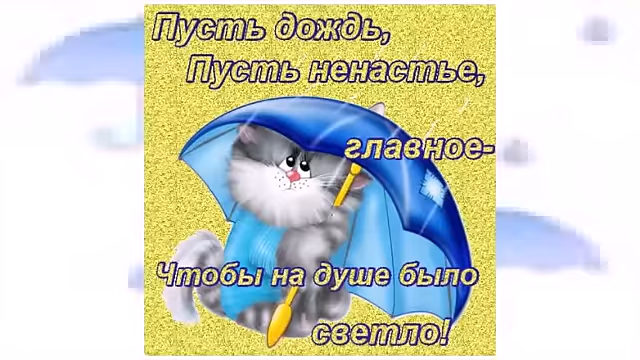 Пусть дождь,
Пусть ненастье,
главное-
Чтобы на душе было
светло!